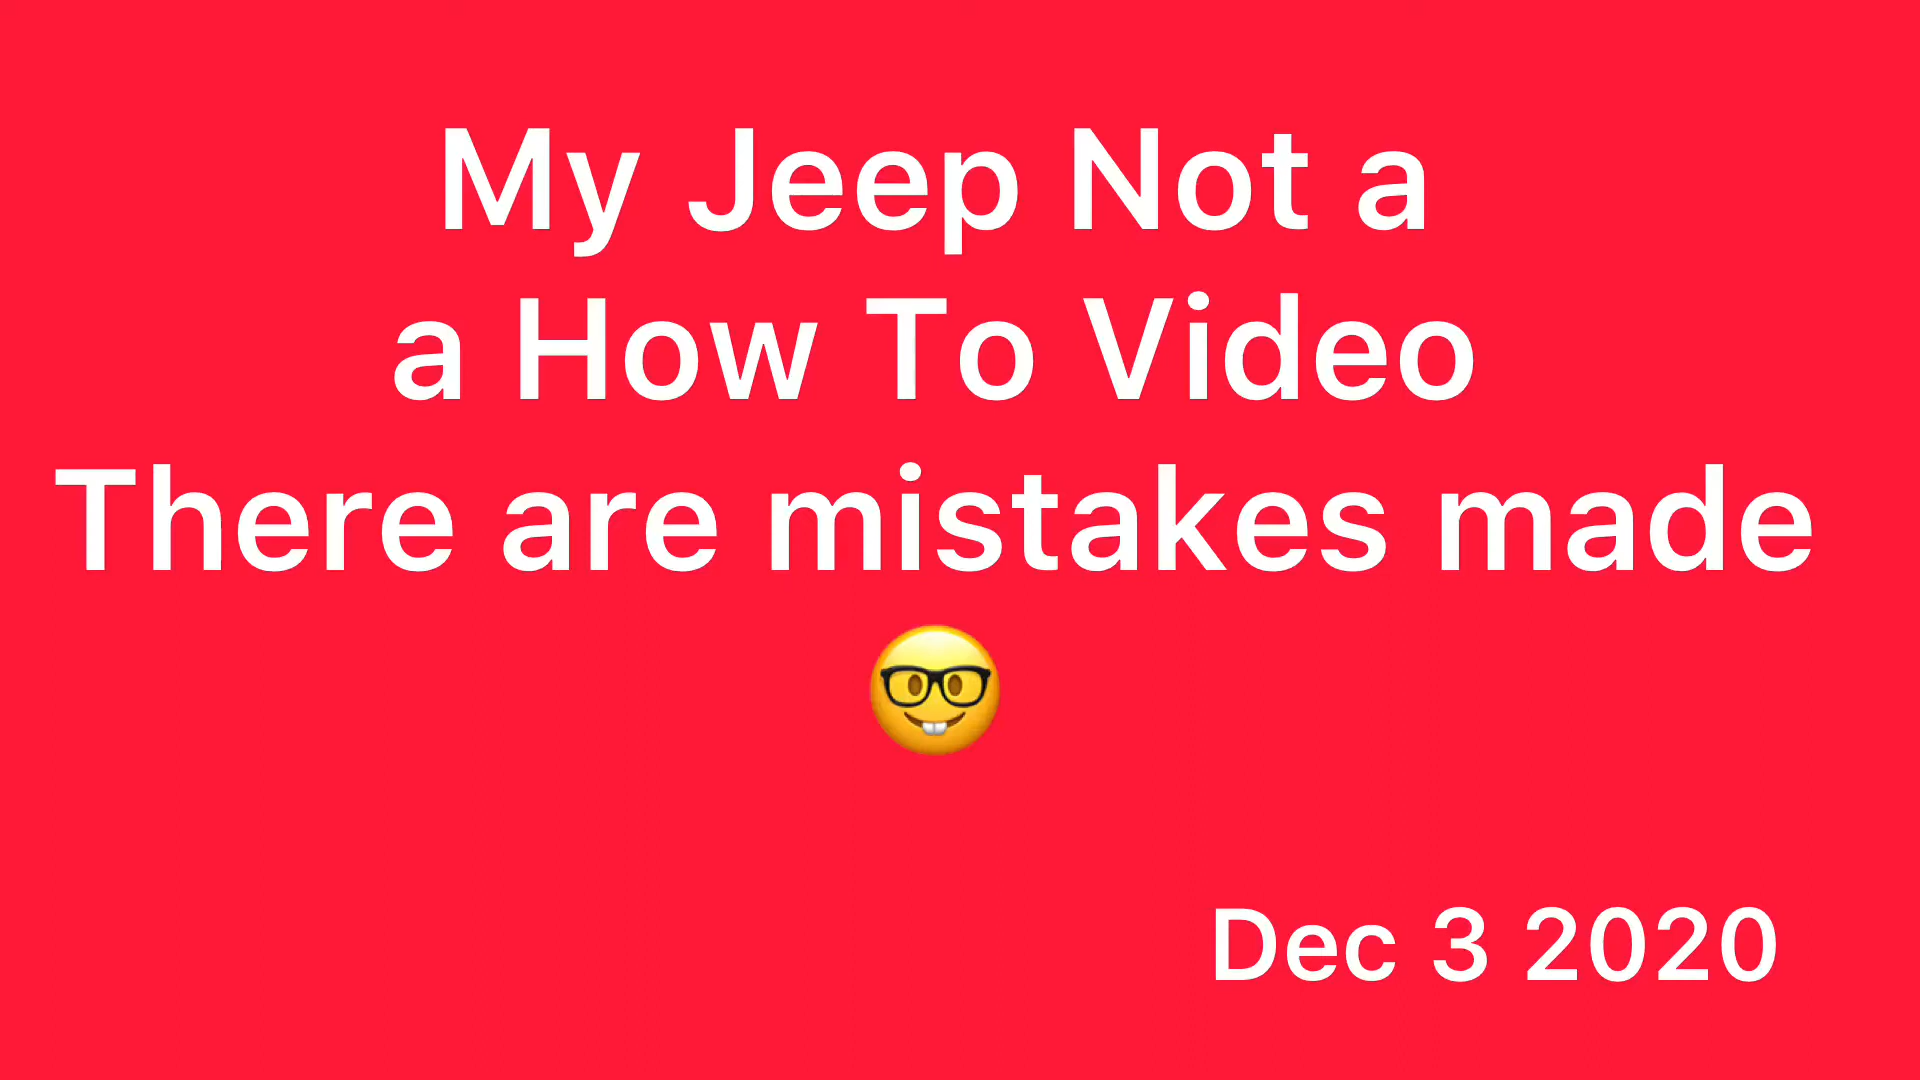 My Jeep Not a
a How To Video
There are mistakes made
🤓
Dec 3 2020